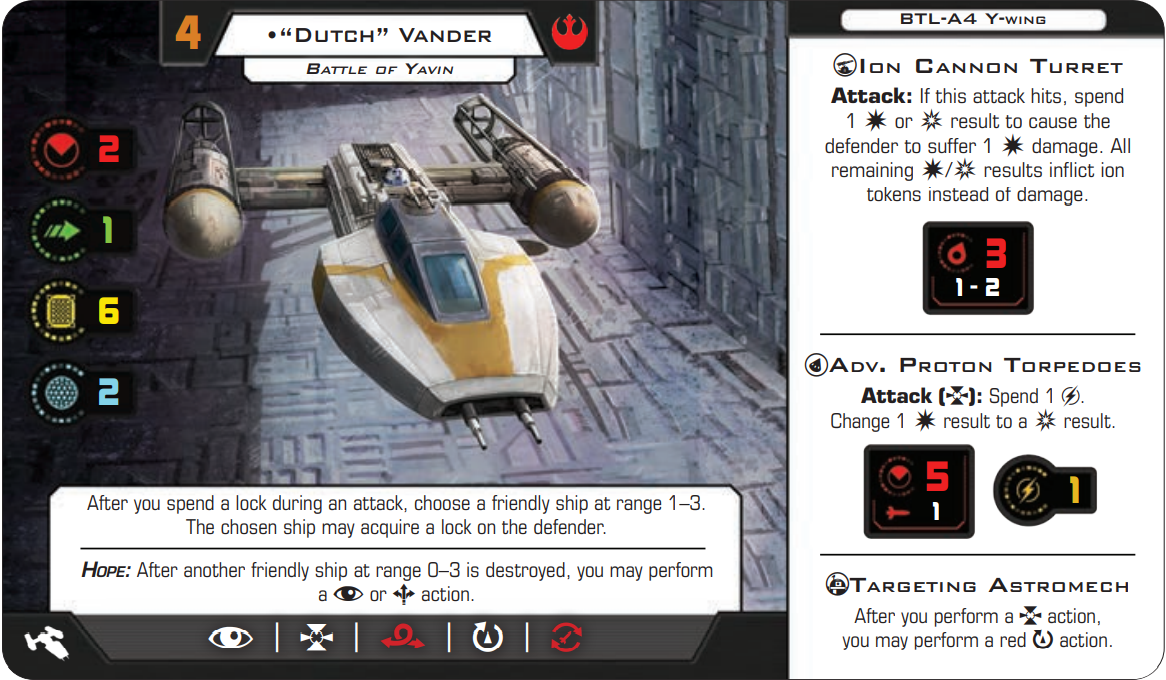 4
•“Dutch” Vander
Battle of Yavin
2
1
6
2
After you spend a lock during an attack, choose a friendly ship at range 1–3.
The chosen ship may acquire a lock on the defender.
Hope: After another friendly ship at range 0–3 is destroyed, you may perform
a or action.
BTL-A4 Y-wing
Ion Cannon Turret
Attack: If this attack hits, spend
1 or result to cause the
defender to suffer 1 damage. All
remaining / results inflict ion
tokens instead of damage.
3
1 - 2
Adv. Proton Torpedoes
Attack ( ): Spend 1 .
Change 1 result to a result.
5
1
1
Targeting Astromech
After you perform a action,
you may perform a red action.